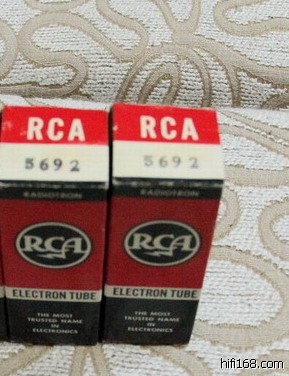 RCA
5692
RADIOTRON
RCA
ELECTRON TUBE
THE MOST
TRUSTED NAME
IN
ELECTRONICS
RCA
5692
RADIOTRON
RCA
ELECTRON TUBE
THE MOST
TRUSTED NAME
IN
ELECTRONICS
hifi168.com